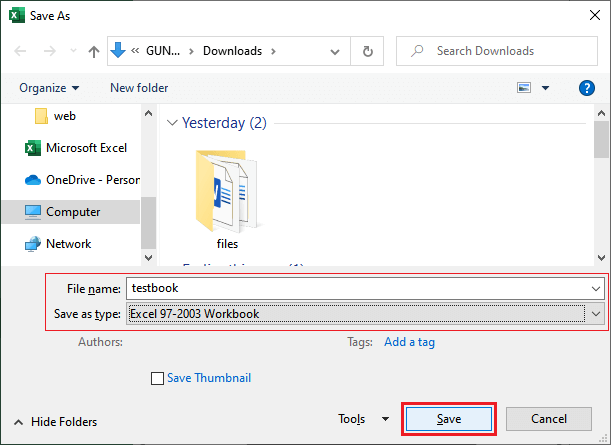 Save As
« GUN... > Downloads >
Search Downloads
Organize
New folder
web
Microsoft Excel
OneDrive - Person
Computer
Network
Yesterday (2)
files
File name: testbook
Save as type: Excel 97-2003 Workbook
Authors:
Tags: Add a tag
Save Thumbnail
Hide Folders
Tools
Save
Cancel